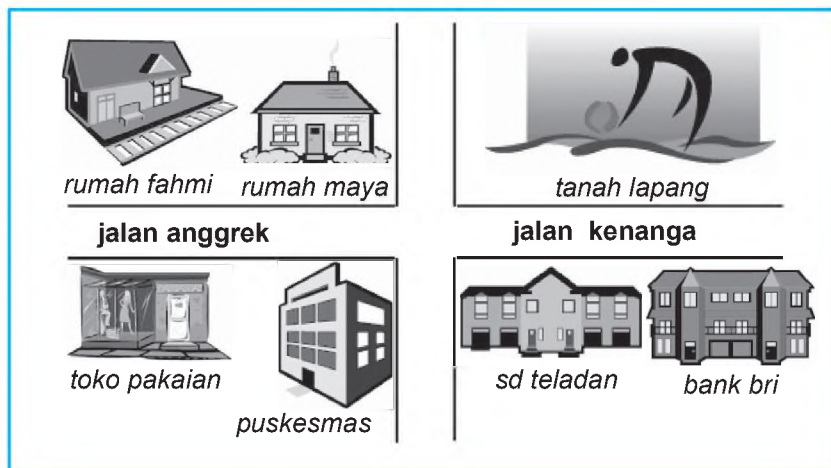 rumah fahmi rumah maya
tanah lapang
jalan anggrek
jalan kenanga
toko pakaian
puskesmas
sd teladan
bank bri